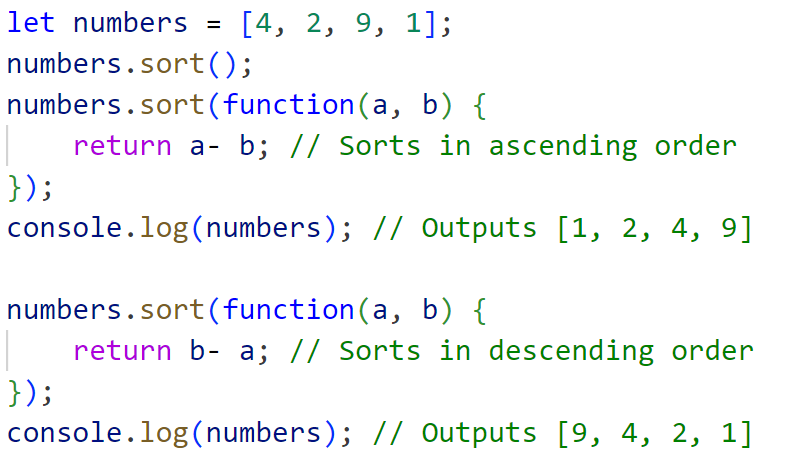 let numbers = [4, 2, 9, 1];
numbers.sort();
numbers.sort(function(a, b) {
    return a- b; // Sorts in ascending order
});
console.log(numbers); // Outputs [1, 2, 4, 9]
numbers.sort(function(a, b) {
    return b- a; // Sorts in descending order
});
console.log(numbers); // Outputs [9, 4, 2, 1]